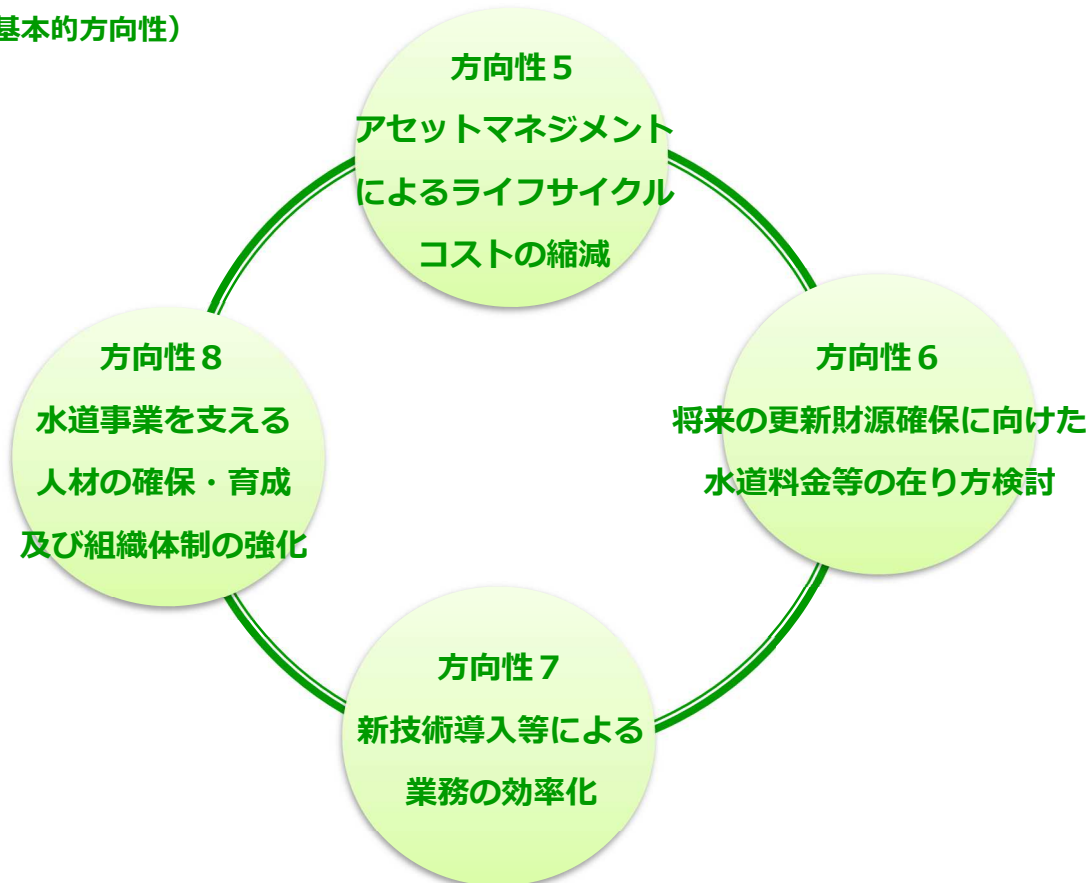 基本的方向性）
方向性５
アセットマネジメント
によるライフサイクル
コストの縮減
方向性６
将来の更新財源確保に向けた
水道料金等の在り方検討
方向性７
新技術導入等による
業務の効率化
方向性８
水道事業を支える
人材の確保・育成
及び組織体制の強化